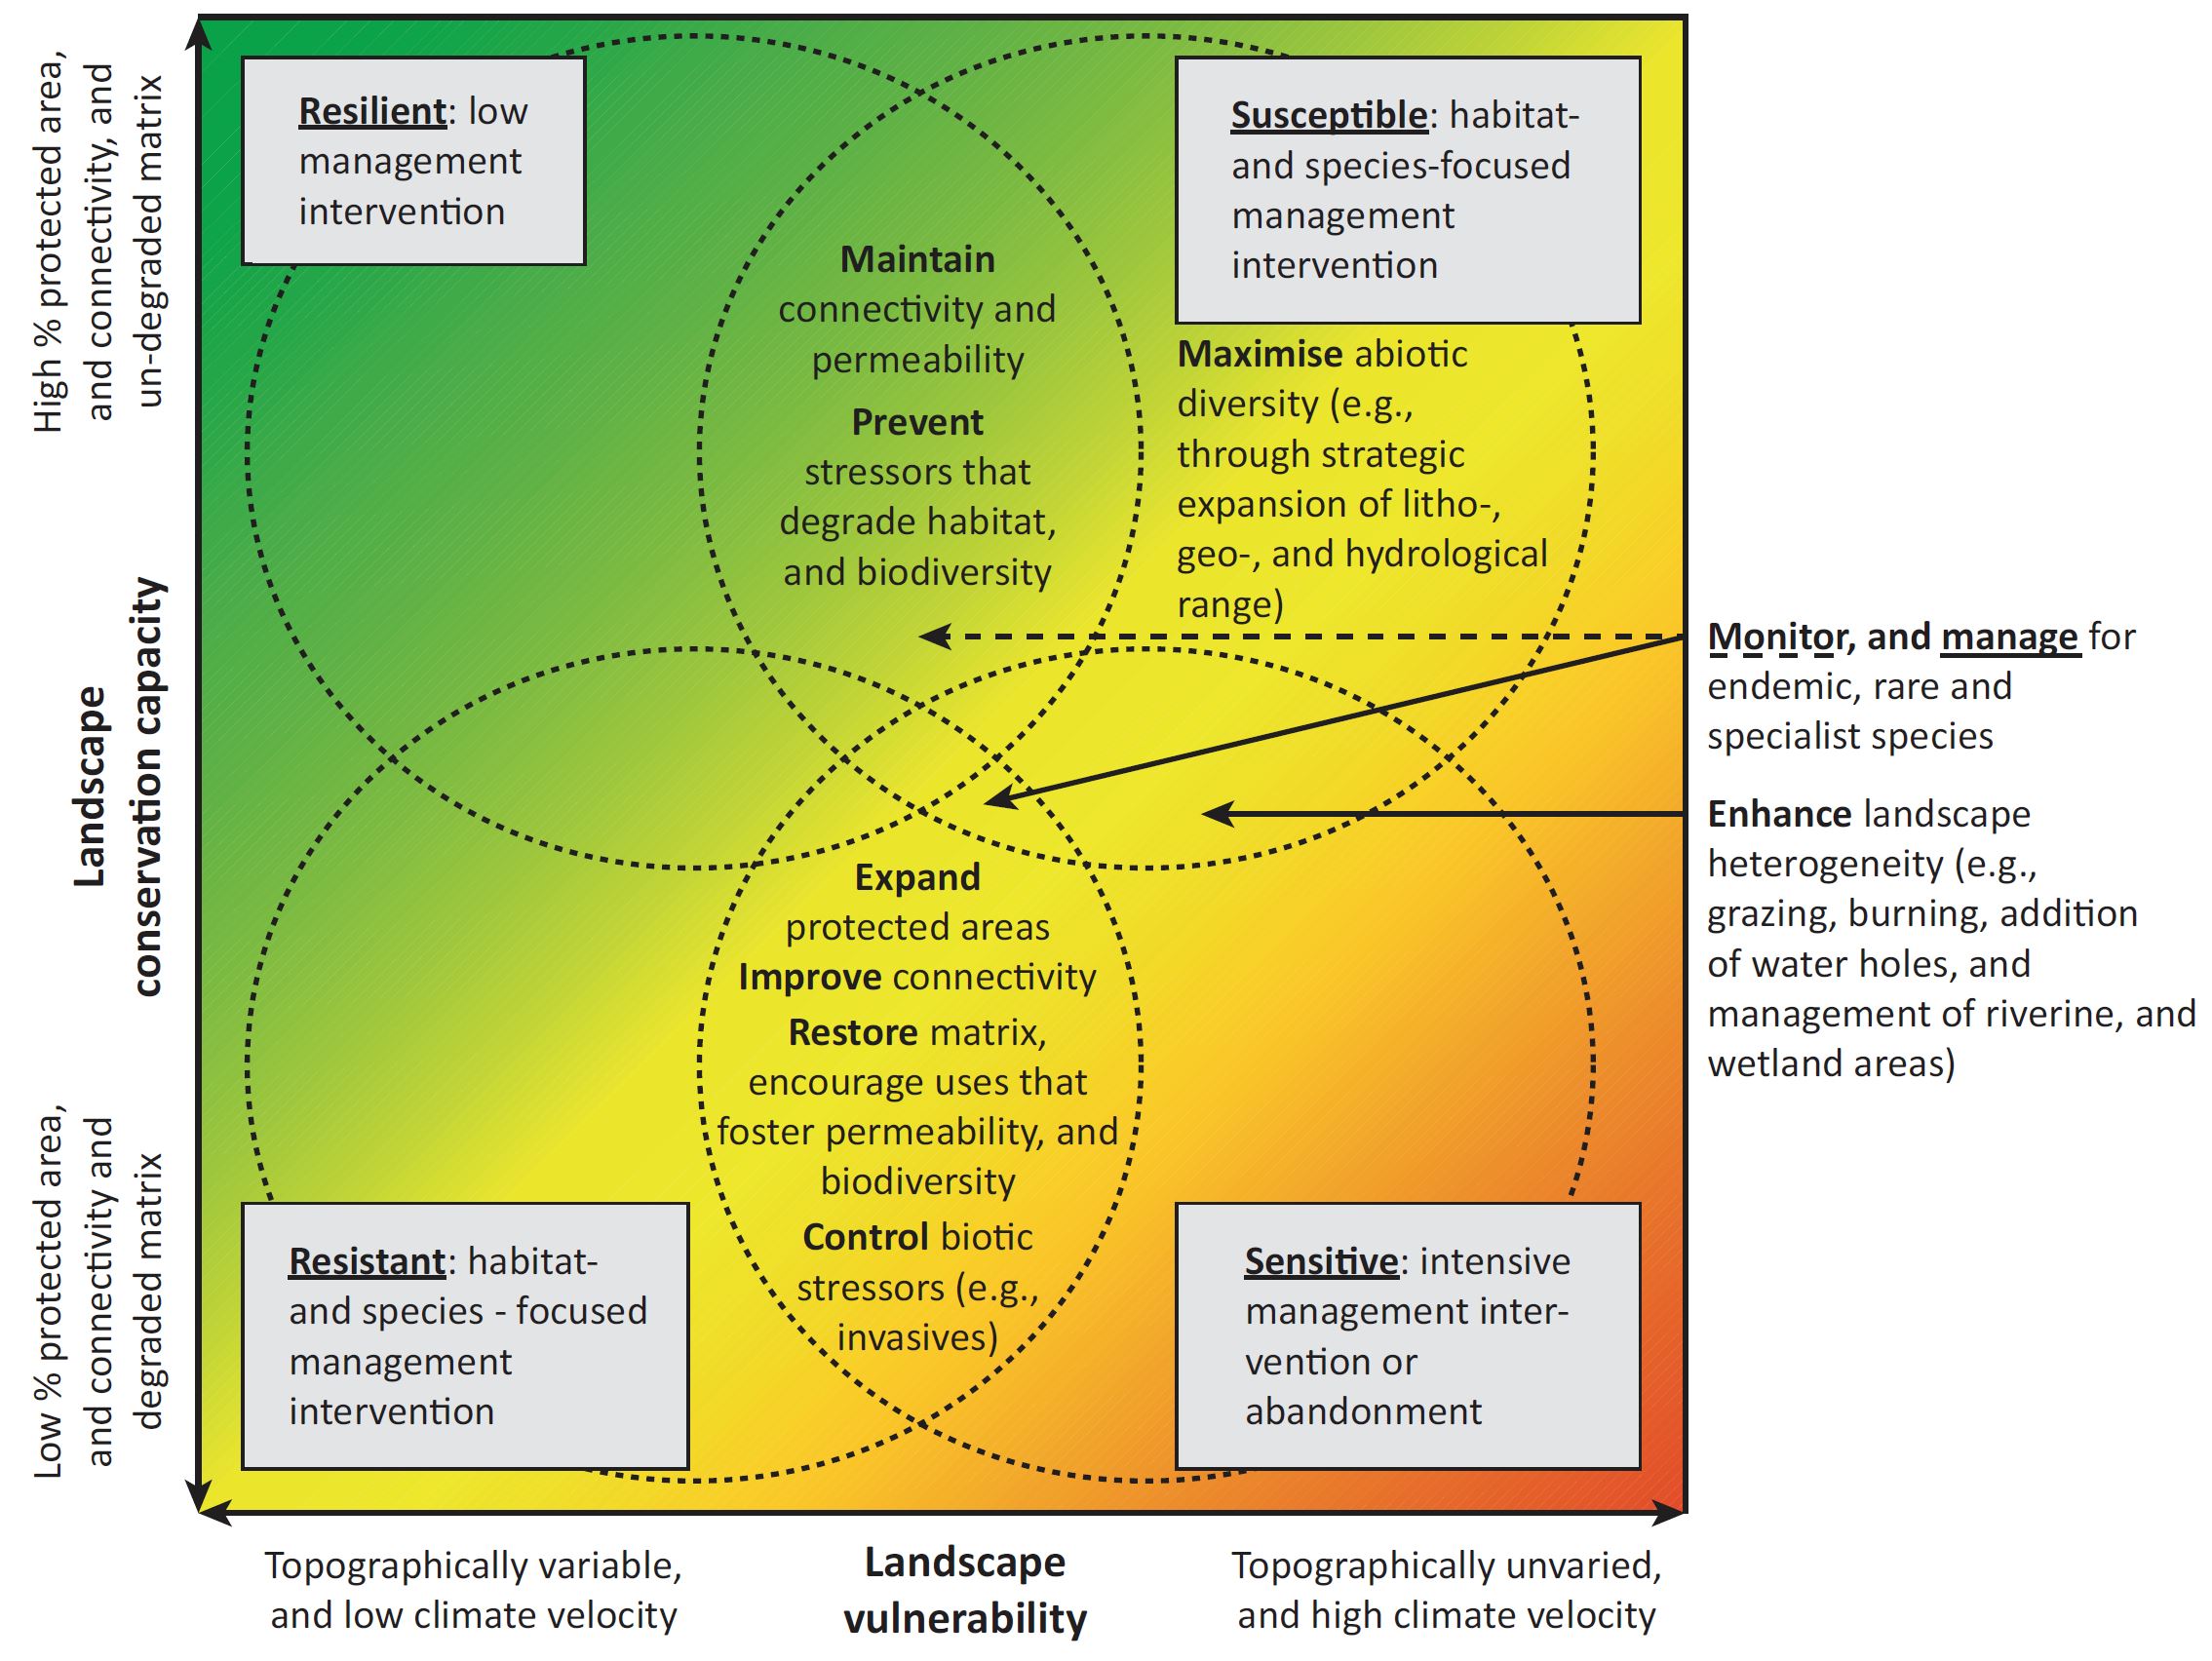 High % protected area,
and connectivity, and
un-degraded matrix
Landscape
conservation capacity
Low % protected area,
and connectivity and
degraded matrix
Resilient: low
management
intervention
Susceptible: habitat-
and species-focused
management
intervention
Maintain
connectivity and
permeability
Prevent
stressors that
degrade habitat,
and biodiversity
Maximise abiotic
diversity (e.g.,
through strategic
expansion of litho-,
geo-, and hydrological
range)
Monitor, and manage for
endemic, rare and
specialist species
Enhance landscape
heterogeneity (e.g.,
grazing, burning, addition
of water holes, and
management of riverine, and
wetland areas)
Expand
protected areas
Improve connectivity
Restore matrix,
encourage uses that
foster permeability, and
biodiversity
Control biotic
stressors (e.g.,
invasives)
Resistant: habitat-
and species - focused
management
intervention
Sensitive: intensive
management inter-
vention or
abandonment
Topographically variable,
and low climate velocity
Landscape
vulnerability
Topographically unvaried,
and high climate velocity